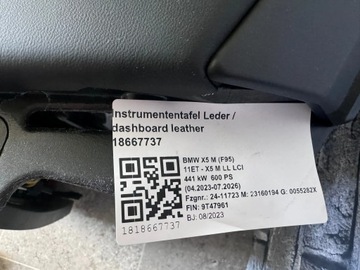 Instrumententafel Leder /
dashboard leather
18667737
BMW X5 M (F95)
11ET - X5 M LL LCI
441 kW 600 PS
(04.2023-07.2026)
Fzgnr.: 24-11723 M: 23160194 G: 0055282X
FIN: 9T47961
BJ: 08/2023
1818667737